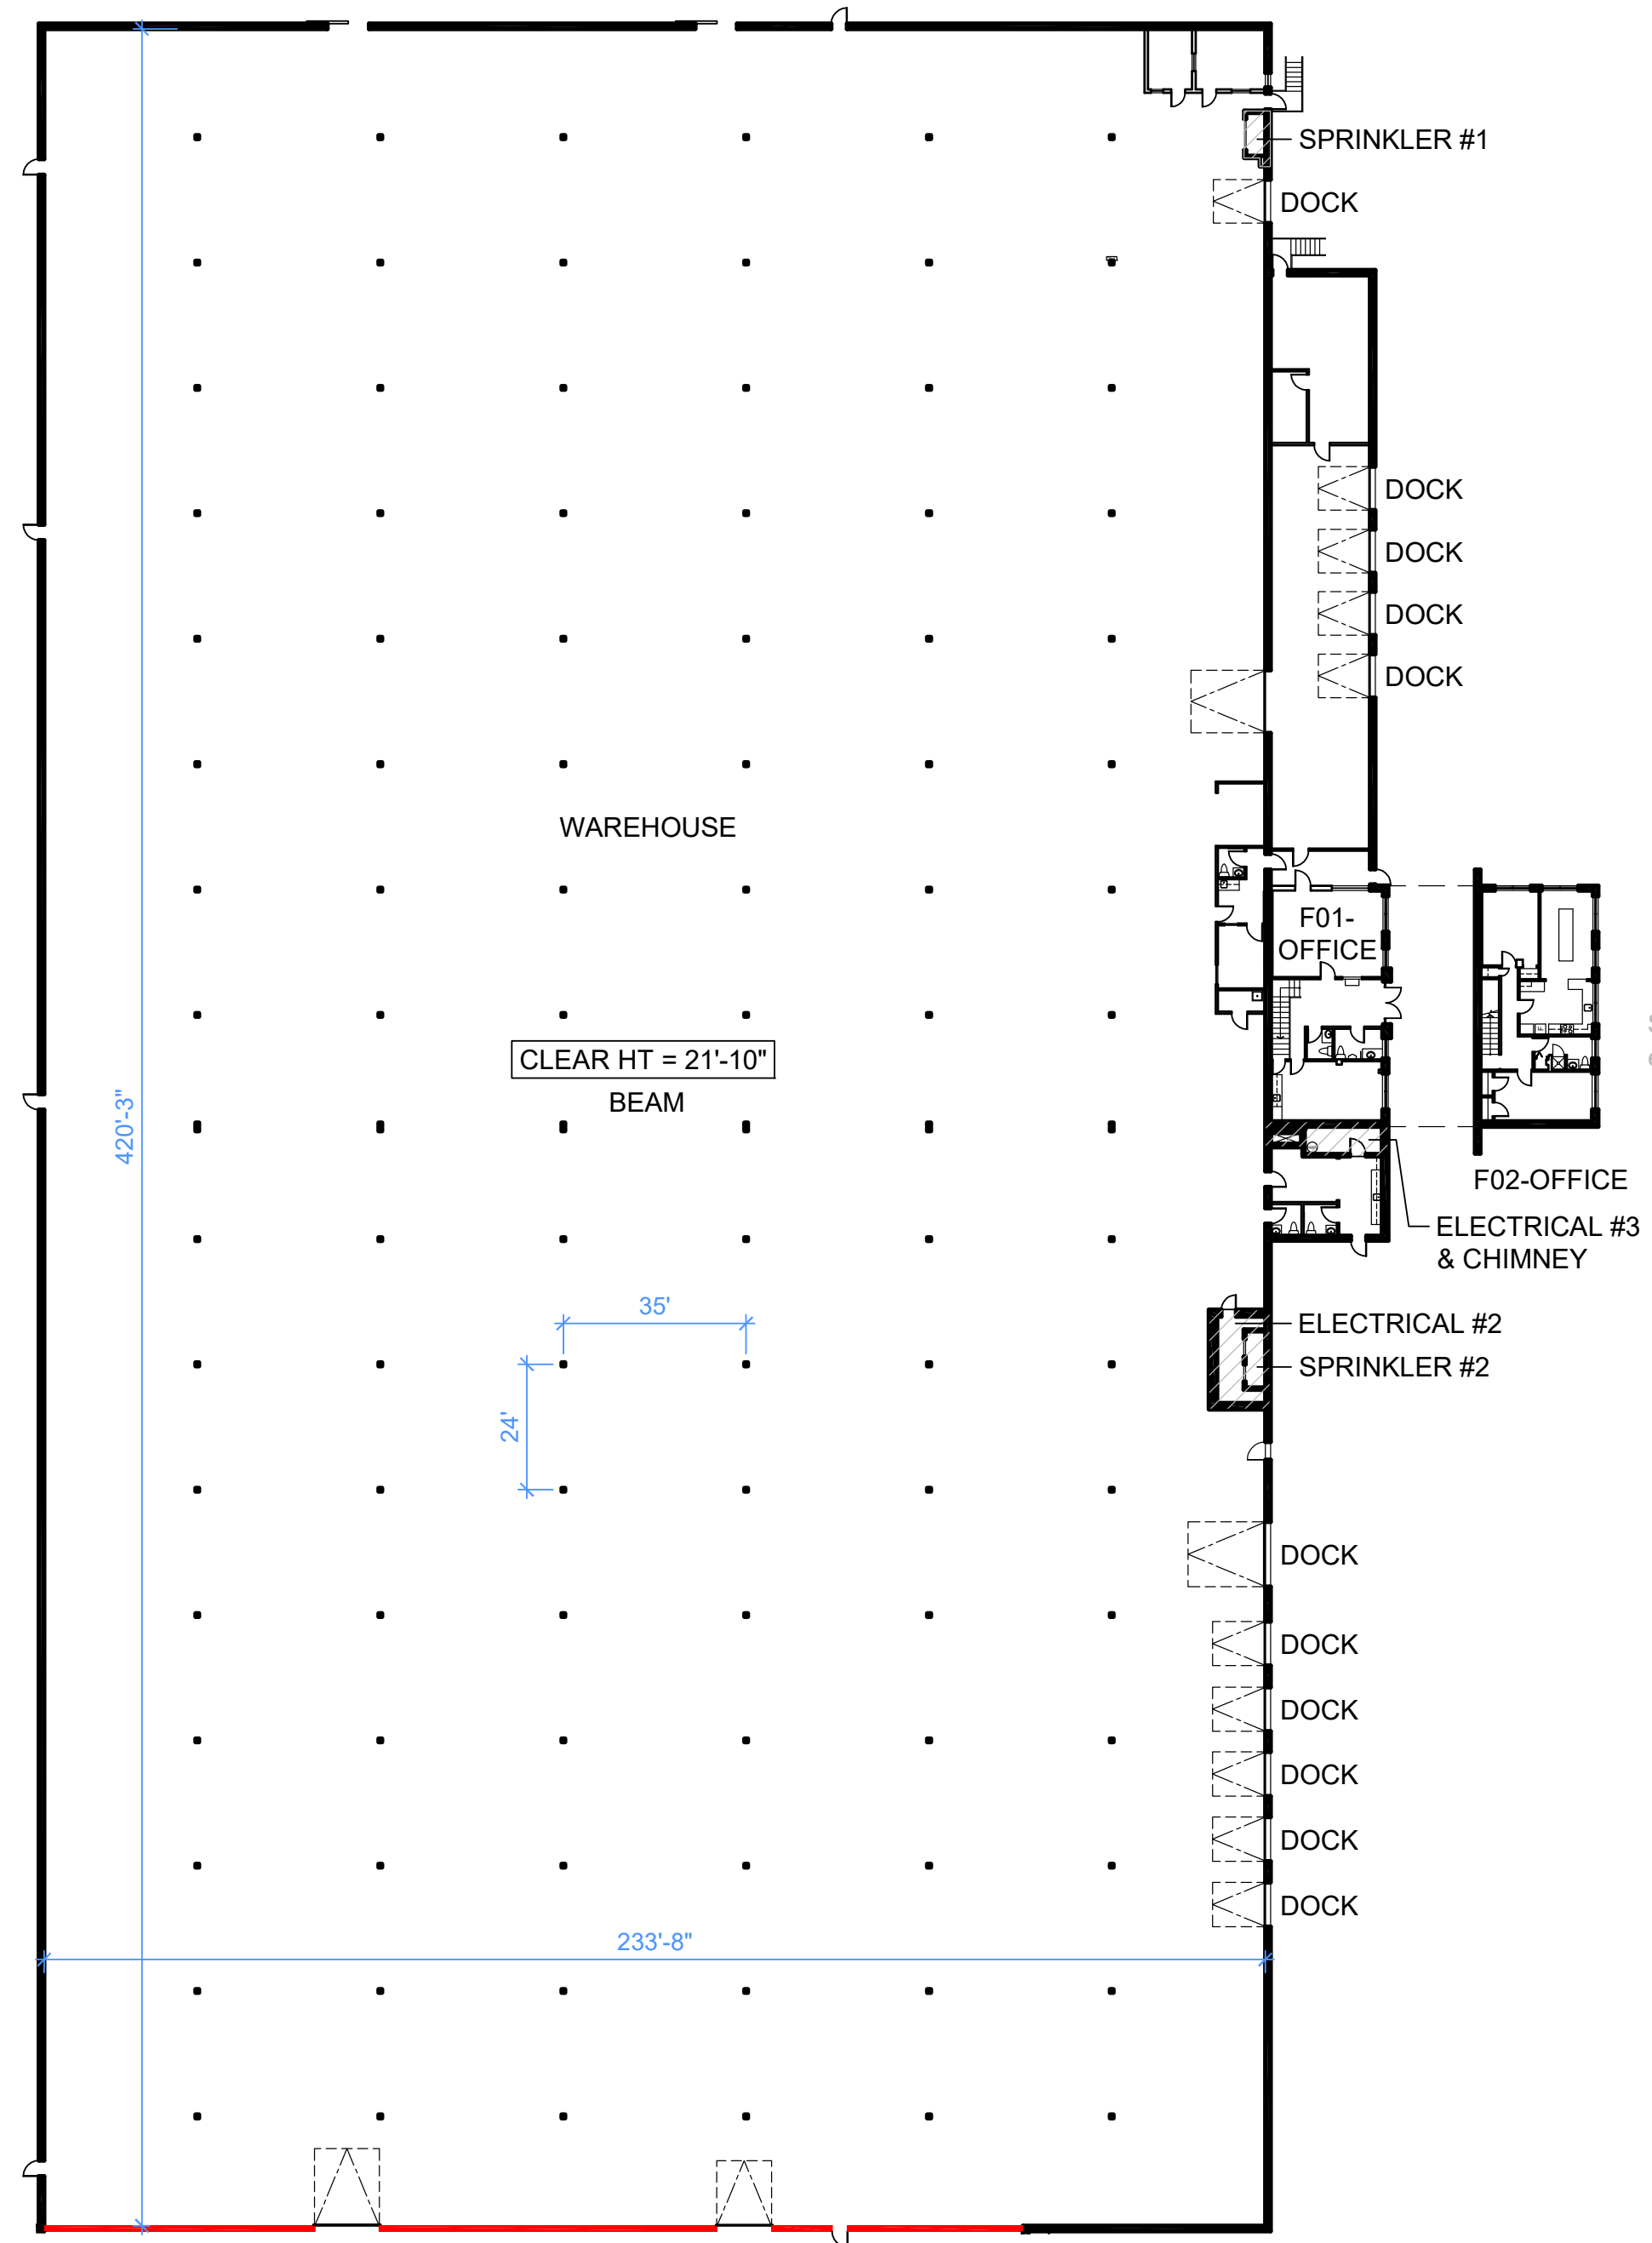 SPRINKLER #1
DOCK
DOCK
DOCK
DOCK
DOCK
WAREHOUSE
F01-
OFFICE
CLEAR HT = 21'-10"
BEAM
420'-3"
F02-OFFICE
ELECTRICAL #3
& CHIMNEY
35'
ELECTRICAL #2
SPRINKLER #2
24'
DOCK
DOCK
DOCK
DOCK
DOCK
DOCK
233'-8"